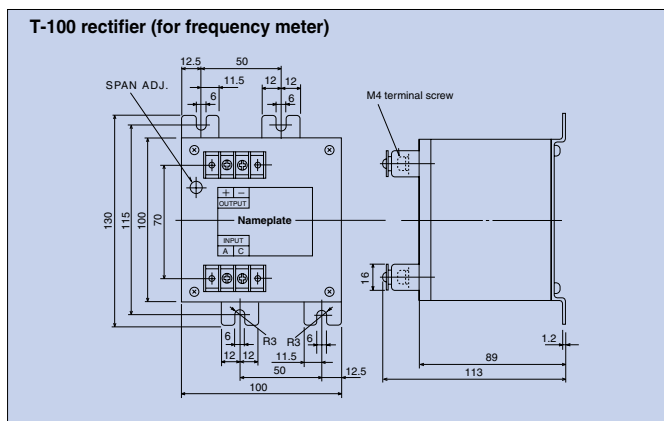 T-100 rectifier (for frequency meter)
12.5
50
11.5
12
12
6
6
SPAN ADJ.
M4 terminal screw
130
115
100
70
+ −
OUTPUT
Nameplate
INPUT
A C
16
R3
R3
6
6
12
12
11.5
50
12.5
100
1.2
89
113